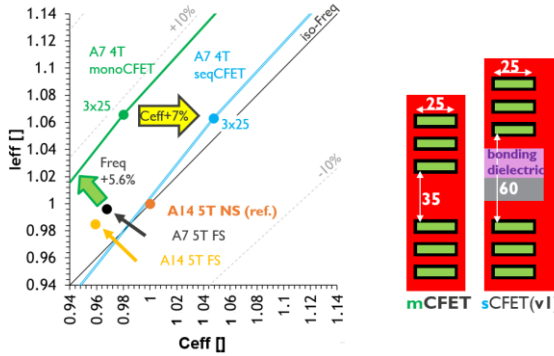 1.14
1.12
1.1
1.08
1.06
1.04
1.02
1
0.98
0.96
0.94
Ieff []
+10%
iso-Freq
A7 4T
monoCFET
A7 4T
seqCFET
3x25
Ceff+7%
3x25
Freq
+5.6%
-10%
A14 5T NS (ref.)
A7 5T FS
A14 5T FS
0.94
0.96
0.98
1
1.02
1.04
1.06
1.08
1.1
1.12
1.14
Ceff []
25
35
mCFET
25
bonding
dielectric
60
sCFET(v1)